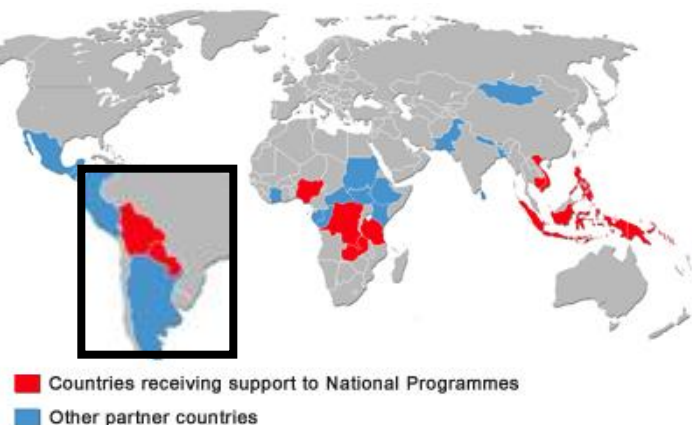 Countries receiving support to National Programmes
Other partner countries